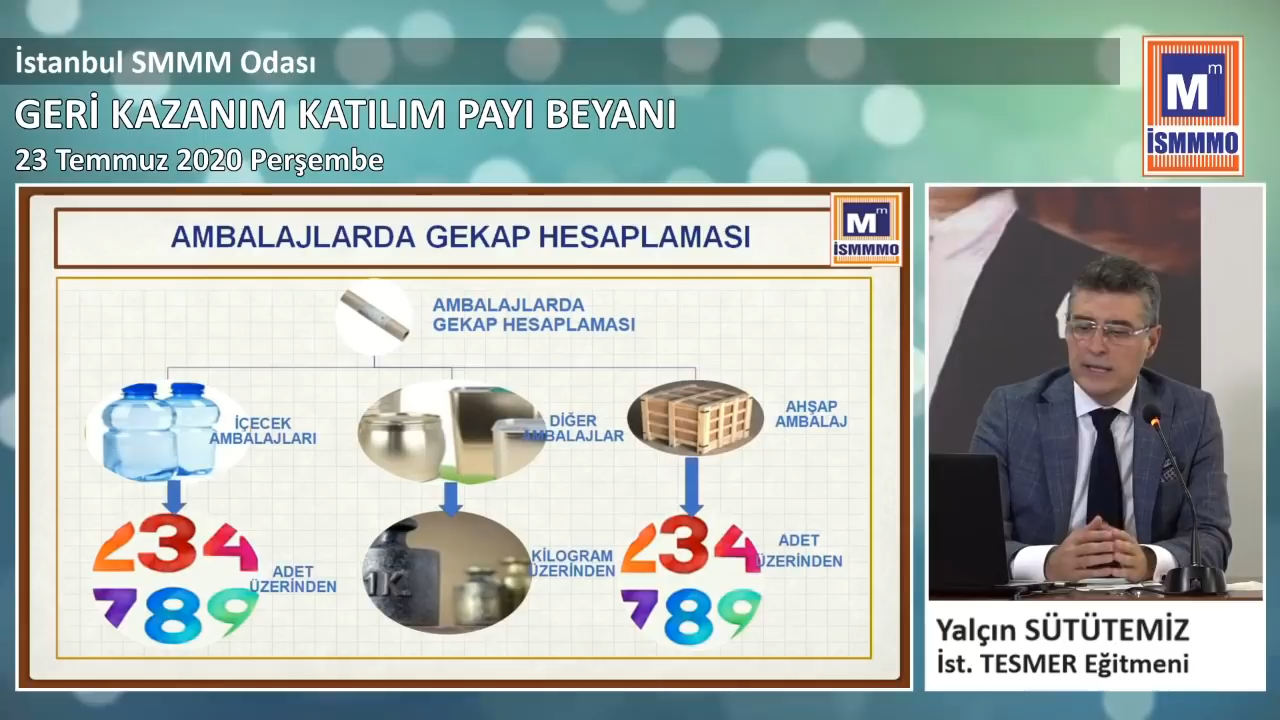 İstanbul SMMM Odası
GERİ KAZANIM KATILIM PAYI BEYANI
23 Temmuz 2020 Perşembe
M m
İSMMMO
AMBALAJLARDA GEKAP HESAPLAMASI
M m
İSMMMO
AMBALAJLARDA
GEKAP HESAPLAMASI
İÇECEK
AMBALAJLARI
DİĞER
AMBALAJLAR
AHŞAP
AMBALAJ
234
789
ADET
ÜZERİNDEN
1K
KİLOGRAM
ÜZERİNDEN
234
789
ADET
ÜZERİNDEN
Yalçın SÜTÜTEMİZ
İst. TESMER Eğitmeni